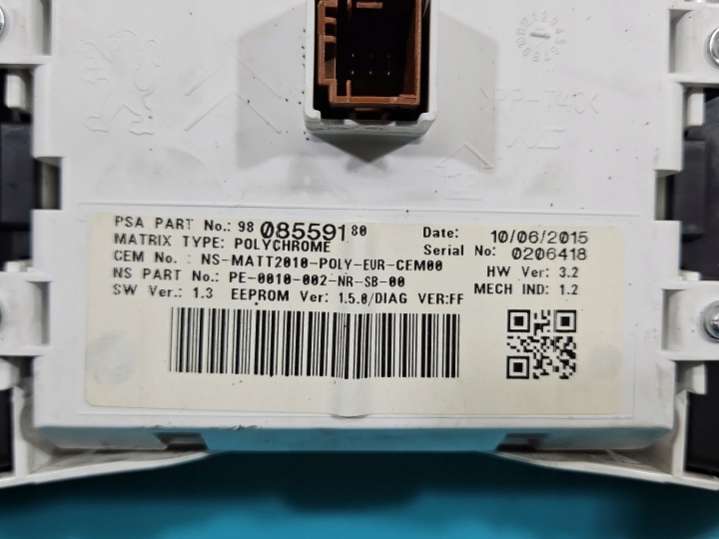 PSA PART No.: 98 085591 80
Date: 10/06/2015
MATRIX TYPE: POLYCHROME
Serial No: 0206418
CEM No. : NS-MATT2010-POLY-EUR-CEM00
HW Ver: 3.2
NS PART No.: PE-0010-002-NR-SB-00
MECH IND: 1.2
SW Ver.: 1.3 EEPROM Ver: 1.5.0/DIAG VER:FF